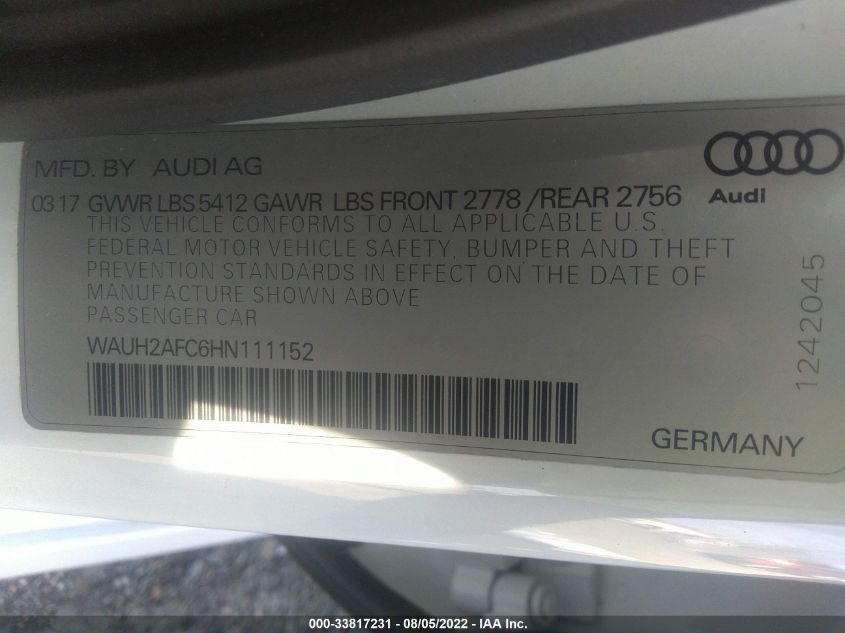 MFD. BY AUDI AG
Audi
03 17 GVWR LBS 5412 GAWR LBS FRONT 2778 / REAR 2756
THIS VEHICLE CONFORMS TO ALL APPLICABLE U.S.
FEDERAL MOTOR VEHICLE SAFETY, BUMPER AND THEFT
PREVENTION STANDARDS IN EFFECT ON THE DATE OF
MANUFACTURE SHOWN ABOVE
PASSENGER CAR
WAUH2AFC6HN111152
1242045
GERMANY
000-33817231 - 08/05/2022 - IAA Inc.